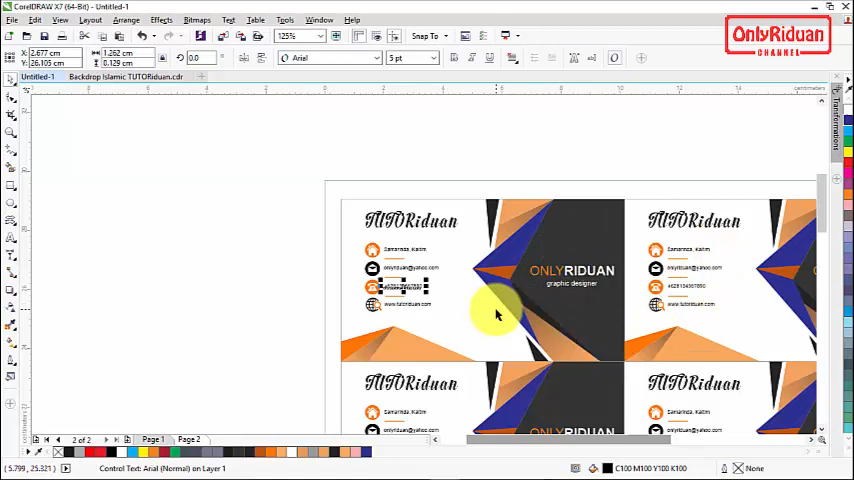 CorelDRAW X7 (64-Bit) - Untitled-1
File Edit View Layout Arrange Effects Bitmaps Text Table Tools Window Help
125% Snap To
X: 2.677 cm 1.262 cm
Y: 26.105 cm 0.129 cm
0.0 Arial 5 pt
Untitled-1 Backdrop Islamic TUTORiduan.cdr
OnlyRiduan
CHANNEL
centimeters
Transformations
TUTORiduan
Samarinda, Kaltim
onlyriduan@yahoo.com
www.tutoriduan.com
ONLYRIDUAN
graphic designer
TUTORiduan
Samarinda, Kaltim
onlyriduan@yahoo.com
+6281234567890
www.tutoriduan.com
TUTORiduan
Samarinda, Kaltim
onlyriduan@yahoo.com
ONLYRIDUAN
TUTORiduan
Samarinda, Kaltim
onlyriduan@yahoo.com
2 of 2 Page 1 Page 2
(5.799, 25.321) Control Text: Arial (Normal) on Layer 1 C100 M100 Y100 K100 None